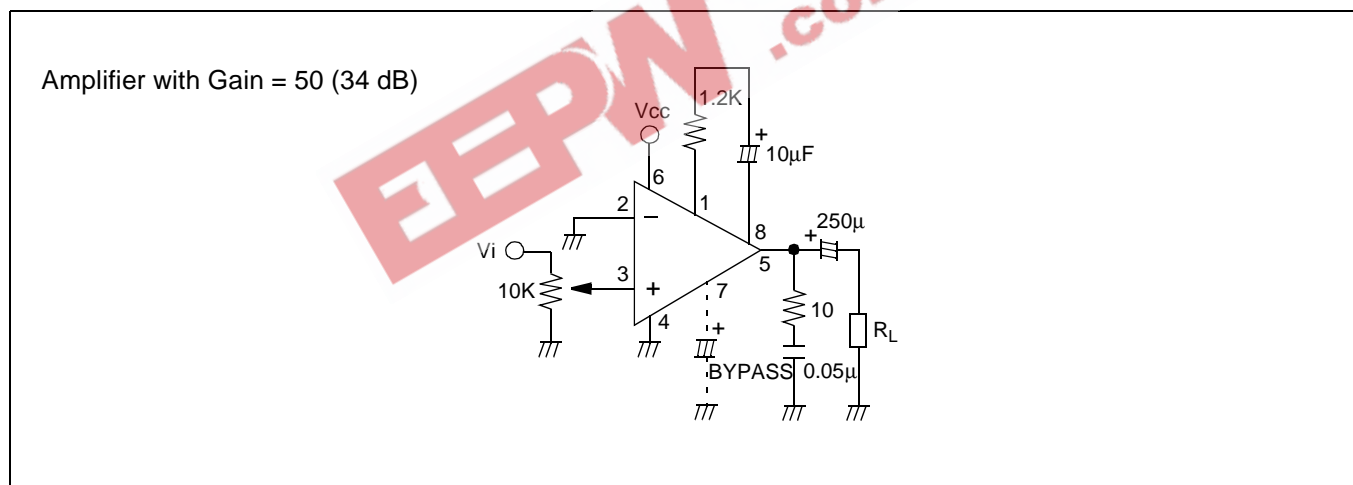 EEPW.com
Amplifier with Gain = 50 (34 dB)
1.2K
Vcc
+
10μF
6
1
2
−
8
+
250μ
5
Vi
3
+
10K
7
4
+
10
RL
BYPASS
0.05μ